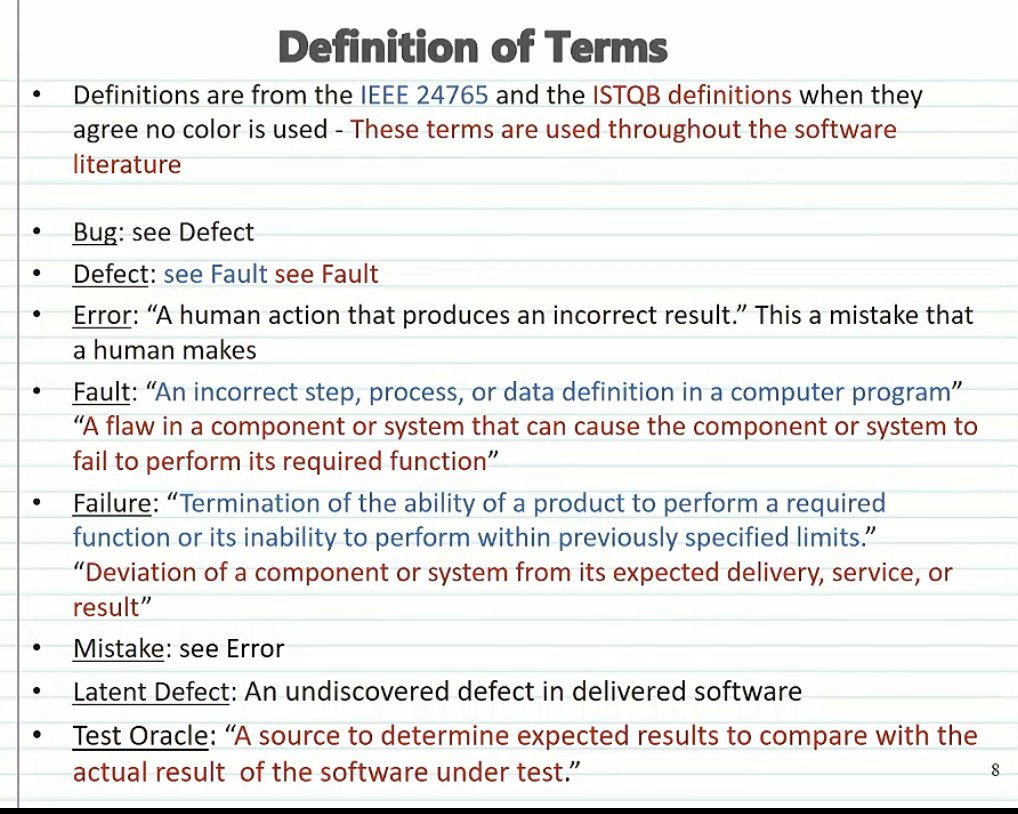 Definition of Terms
• Definitions are from the IEEE 24765 and the ISTQB definitions when they
agree no color is used - These terms are used throughout the software
literature
• Bug: see Defect
• Defect: see Fault see Fault
• Error: “A human action that produces an incorrect result.” This a mistake that
a human makes
• Fault: “An incorrect step, process, or data definition in a computer program”
“A flaw in a component or system that can cause the component or system to
fail to perform its required function”
• Failure: “Termination of the ability of a product to perform a required
function or its inability to perform within previously specified limits.”
“Deviation of a component or system from its expected delivery, service, or
result”
• Mistake: see Error
• Latent Defect: An undiscovered defect in delivered software
• Test Oracle: “A source to determine expected results to compare with the
actual result of the software under test.”
8